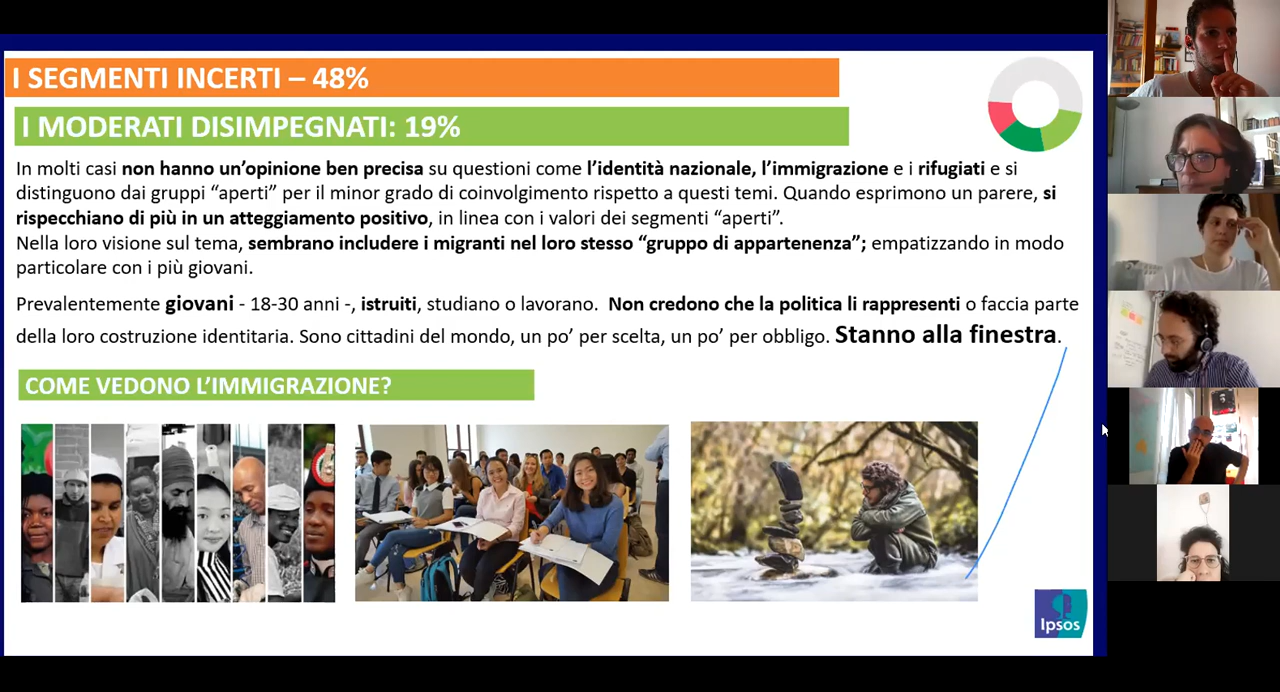 I SEGMENTI INCERTI – 48%
I MODERATI DISIMPEGNATI: 19%
In molti casi non hanno un'opinione ben precisa su questioni come l'identità nazionale, l'immigrazione e i rifugiati e si
distinguono dai gruppi “aperti” per il minor grado di coinvolgimento rispetto a questi temi. Quando esprimono un parere, si
rispecchiano di più in un atteggiamento positivo, in linea con i valori dei segmenti “aperti”.
Nella loro visione sul tema, sembrano includere i migranti nel loro stesso “gruppo di appartenenza”; empatizzando in modo
particolare con i più giovani.
Prevalentemente giovani - 18-30 anni -, istruiti, studiano o lavorano. Non credono che la politica li rappresenti o faccia parte
della loro costruzione identitaria. Sono cittadini del mondo, un po' per scelta, un po' per obbligo. Stanno alla finestra.
COME VEDONO L'IMMIGRAZIONE?
Ipsos